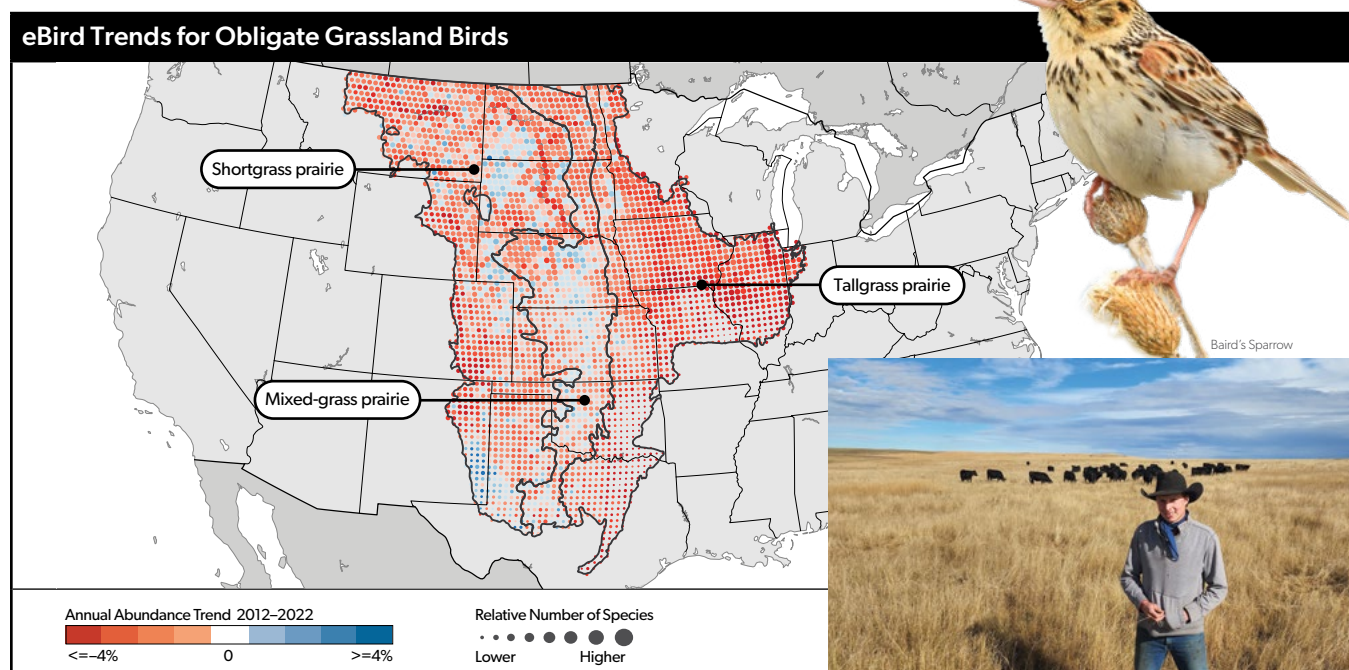 eBird Trends for Obligate Grassland Birds
Shortgrass prairie
Tallgrass prairie
Baird's Sparrow
Mixed-grass prairie
Annual Abundance Trend 2012–2022
<=–4% 0 >=4%
Relative Number of Species
Lower Higher